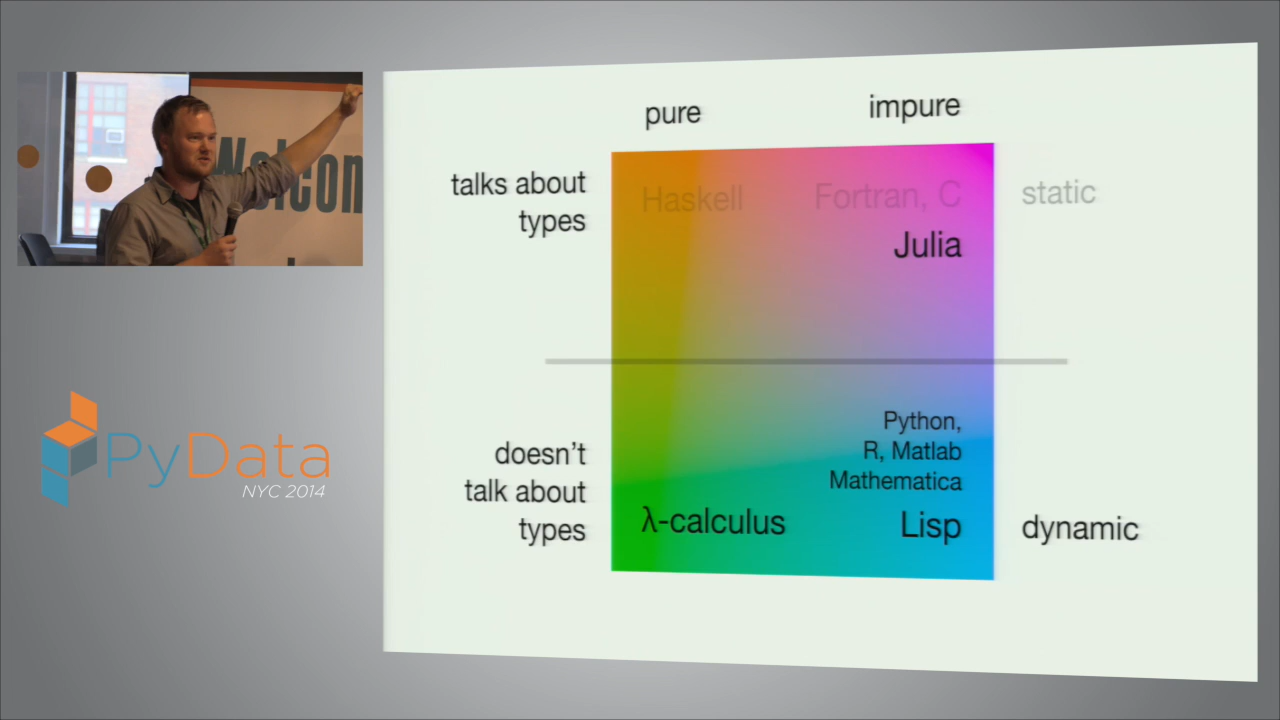 Welcom
PyData
NYC 2014
pure
impure
talks about
types
Haskell
Fortran, C
static
Julia
doesn't
talk about
types
Python,
R, Matlab
Mathematica
λ-calculus
Lisp
dynamic